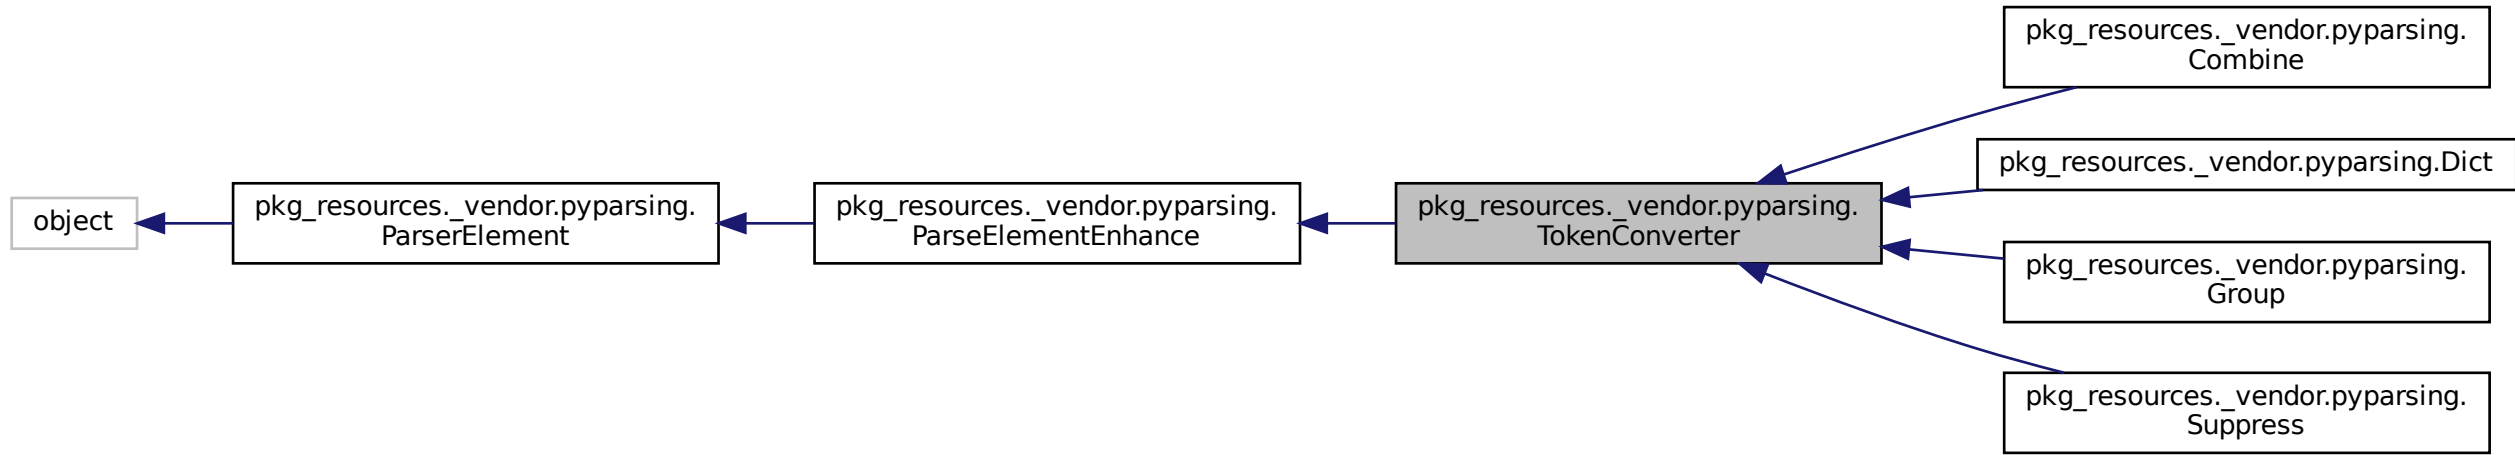 object
pkg_resources._vendor.pyparsing.
ParserElement
pkg_resources._vendor.pyparsing.
ParseElementEnhance
pkg_resources._vendor.pyparsing.
TokenConverter
pkg_resources._vendor.pyparsing.
Combine
pkg_resources._vendor.pyparsing.Dict
pkg_resources._vendor.pyparsing.
Group
pkg_resources._vendor.pyparsing.
Suppress